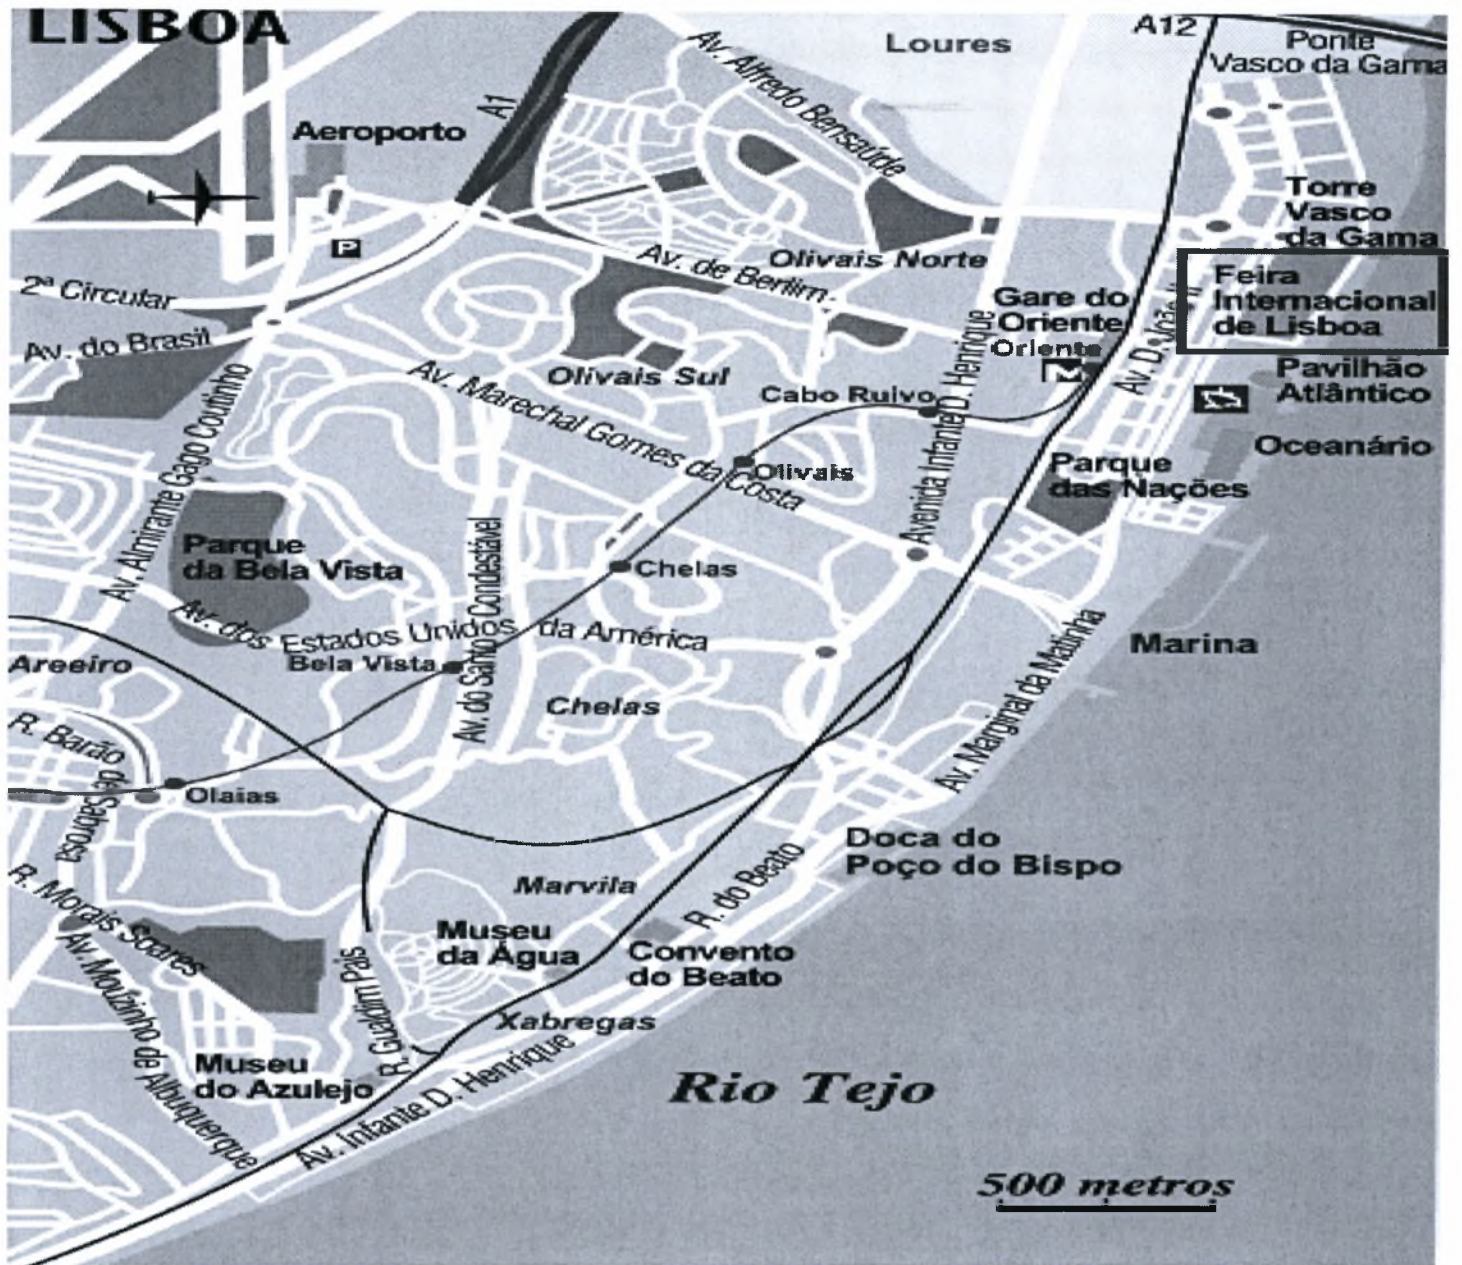 LISBOA
A12
Ponte
Vasco da Gama
Loures
Av. Alfredo Bensaúde
A1
Aeroporto
P
Torre
Vasco
da Gama
Olivais Norte
Av. de Berlim
Feira
Internacional
de Lisboa
2ª Circular
Gare do
Oriente
Oriente
M
Av. do Brasil
Av. D. João II
Pavilhão
Atlântico
Olivais Sul
Av. Marechal Gomes da Costa
Cabo Ruivo
Avenida Infante D. Henrique
Oceanário
Av. Almirante Gago Coutinho
Olivais
Parque
das Nações
Parque
da Bela Vista
Chelas
Av. do Santo Condestável
Av. dos Estados Unidos da América
Marina
Areeiro
Bela Vista
Chelas
Av. Marginal da Matinha
R. Barão
de Sabrosa
Olaias
Doca do
Poço do Bispo
R. Morais Soares
Marvila
R. do Beato
Museu
da Água
Convento
do Beato
Av. Mouzinho de Albuquerque
R. Gualdim Pais
Xabregas
Museu
do Azulejo
Av. Infante D. Henrique
Rio Tejo
500 metros